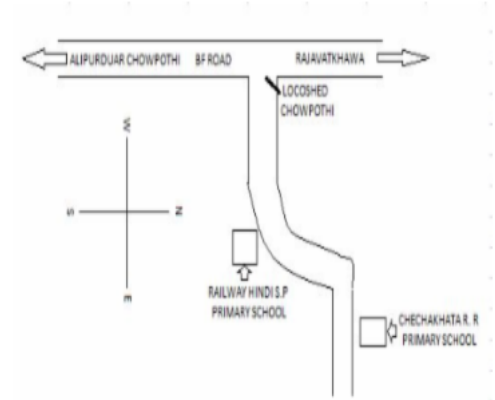 ALIPURDUAR CHOWPOTHI BF ROAD RAJAVATKHAWA
LOCOSHED
CHOWPOTHI
W
S N
E
RAILWAY HINDI S.P
PRIMARY SCHOOL
CHECHAKHATA R. R
PRIMARY SCHOOL